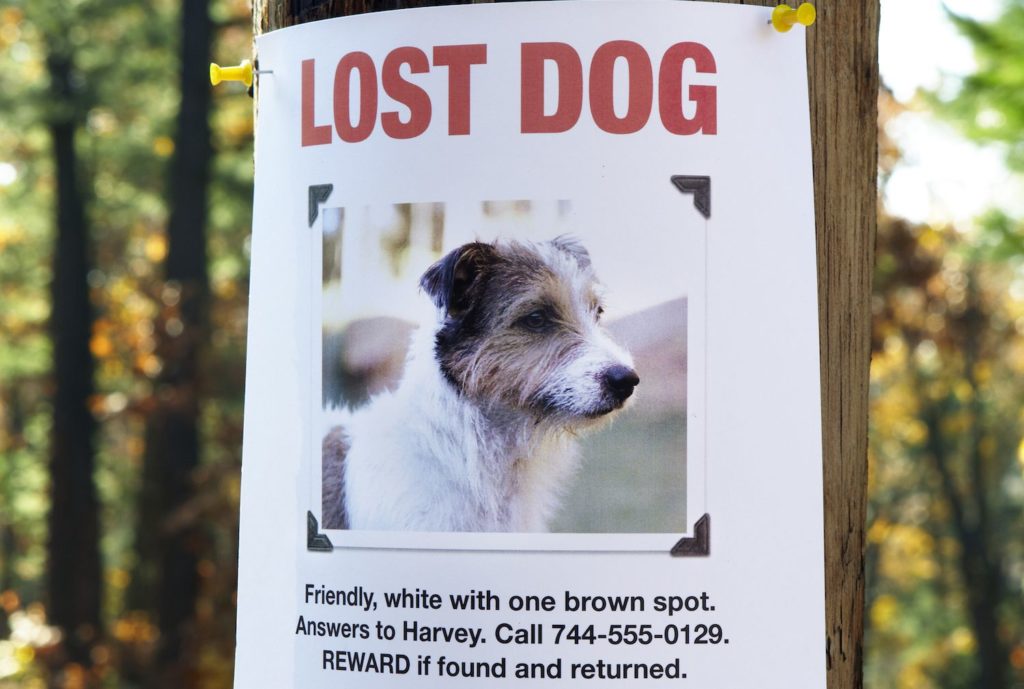 LOST DOG
Friendly, white with one brown spot.
Answers to Harvey. Call 744-555-0129.
REWARD if found and returned.